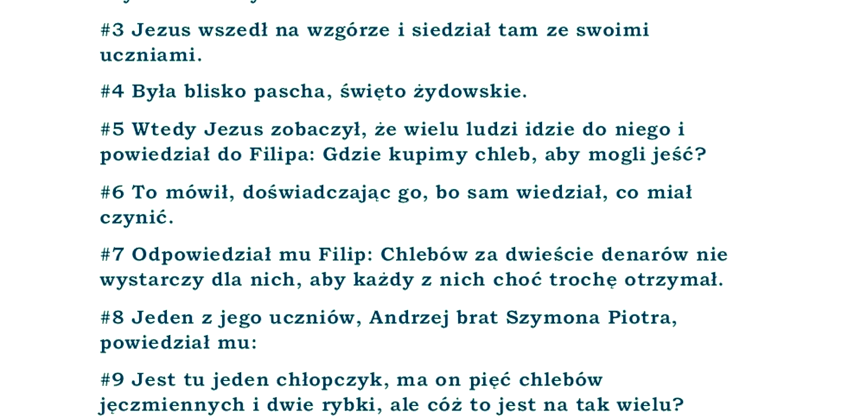 #3 Jezus wszedł na wzgórze i siedział tam ze swoimi
uczniami.
#4 Była blisko pascha, święto żydowskie.
#5 Wtedy Jezus zobaczył, że wielu ludzi idzie do niego i
powiedział do Filipa: Gdzie kupimy chleb, aby mogli jeść?
#6 To mówił, doświadczając go, bo sam wiedział, co miał
czynić.
#7 Odpowiedział mu Filip: Chlebów za dwieście denarów nie
wystarczy dla nich, aby każdy z nich choć trochę otrzymał.
#8 Jeden z jego uczniów, Andrzej brat Szymona Piotra,
powiedział mu:
#9 Jest tu jeden chłopczyk, ma on pięć chlebów
jęczmiennych i dwie rybki, ale cóż to jest na tak wielu?